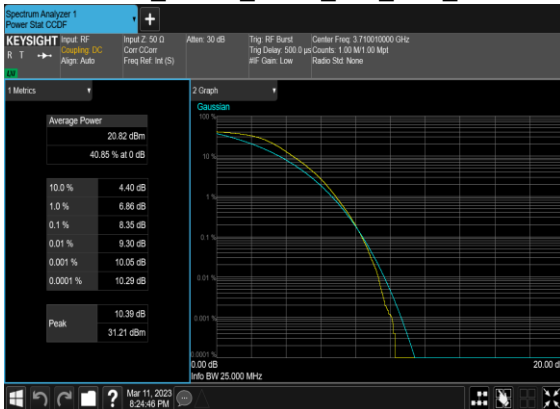 Spectrum Analyzer 1
Power Stat CCDF
+
KEYSIGHT
R T
LNI
Input: RF
Coupling: DC
Align: Auto
Input Z: 50 Ω
Corr CCorr
Freq Ref: Int (S)
Atten: 30 dB
Trig: RF Burst
Trig Delay: 500.0 µs
#IF Gain: Low
Center Freq: 3.710010000 GHz
Counts: 1.00 M/1.00 Mpt
Radio Std: None
1 Metrics
Average Power
20.82 dBm
40.85 % at 0 dB
10.0 % 4.40 dB
1.0 % 6.86 dB
0.1 % 8.35 dB
0.01 % 9.30 dB
0.001 % 10.05 dB
0.0001 % 10.29 dB
Peak
10.39 dB
31.21 dBm
2 Graph
Gaussian
100 %
10 %
1 %
0.1 %
0.01 %
0.001 %
0.0001 %
0.00 dB
20.00 d
Info BW 25.000 MHz
?
Mar 11, 2023
8:24:46 PM